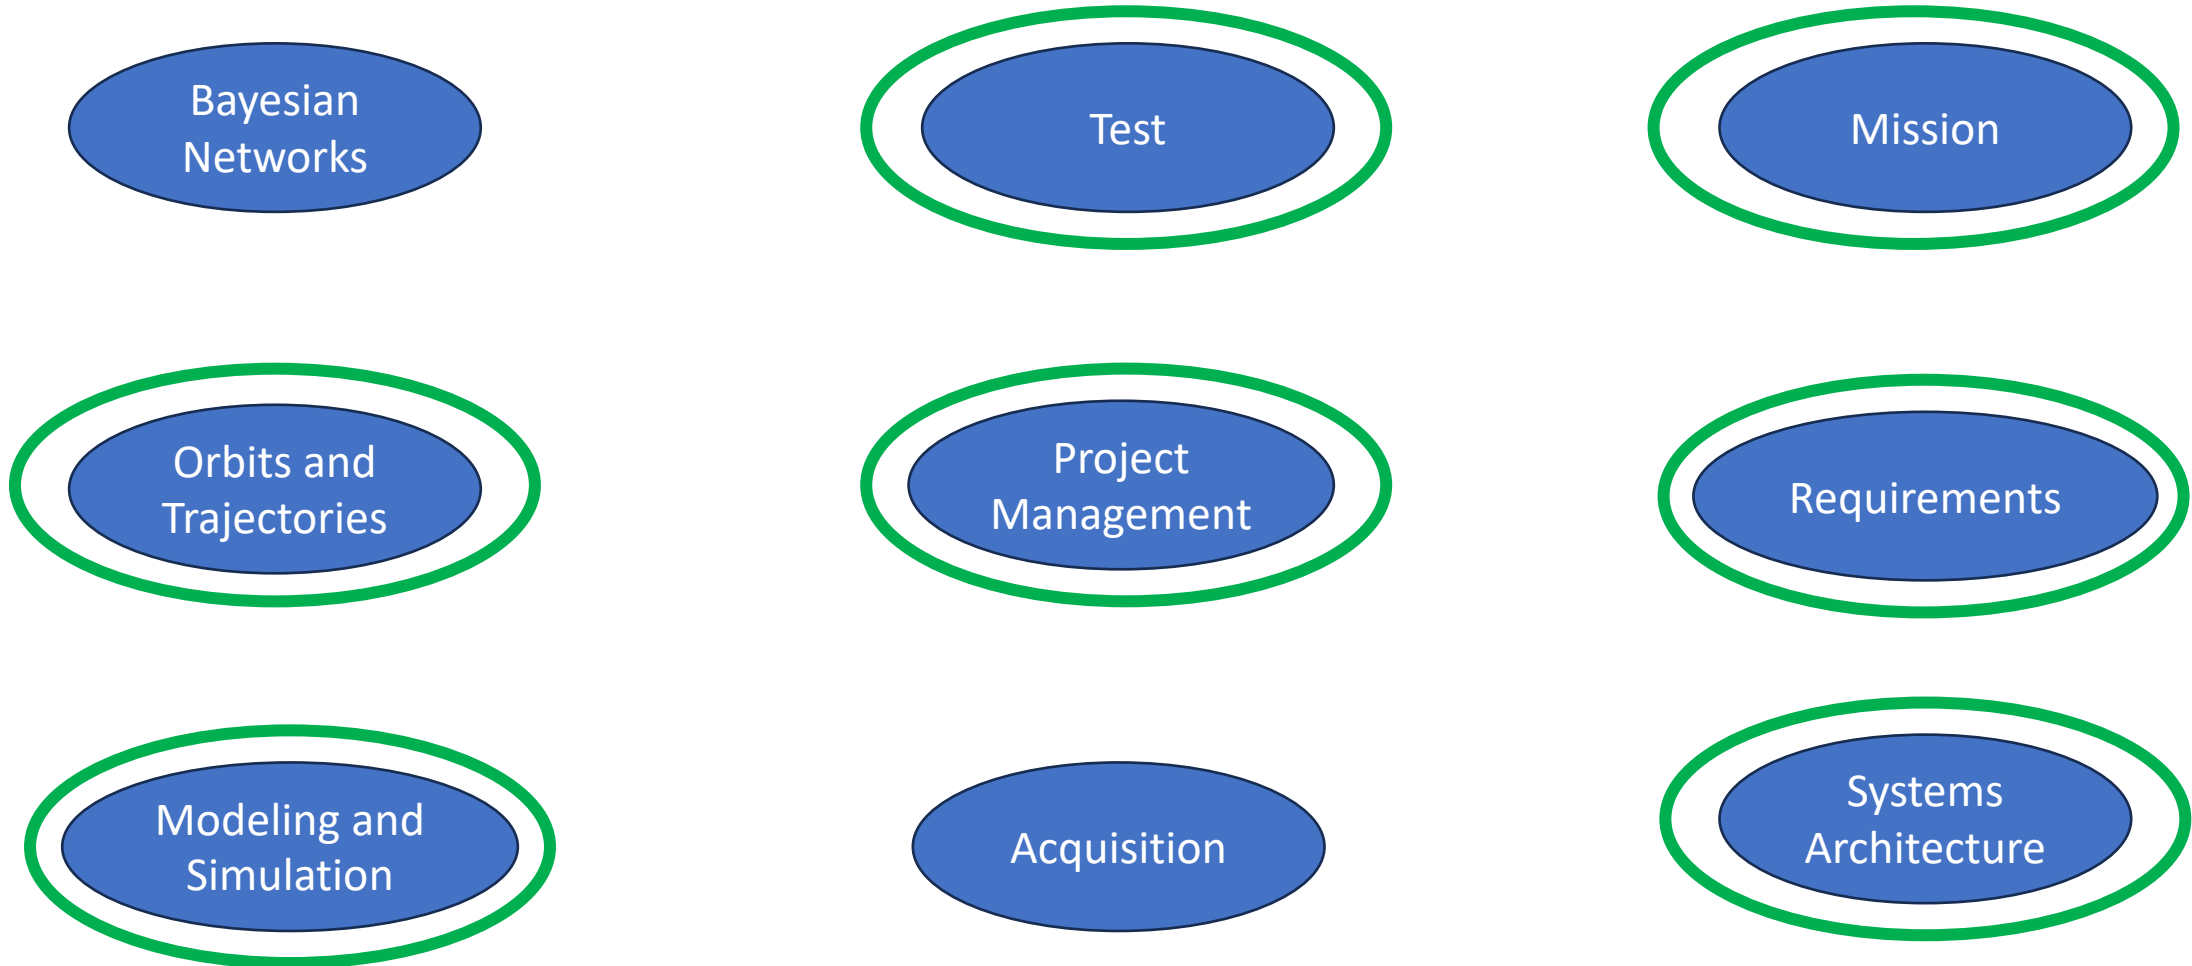 Bayesian
Networks
Test
Mission
Orbits and
Trajectories
Project
Management
Requirements
Modeling and
Simulation
Acquisition
Systems
Architecture